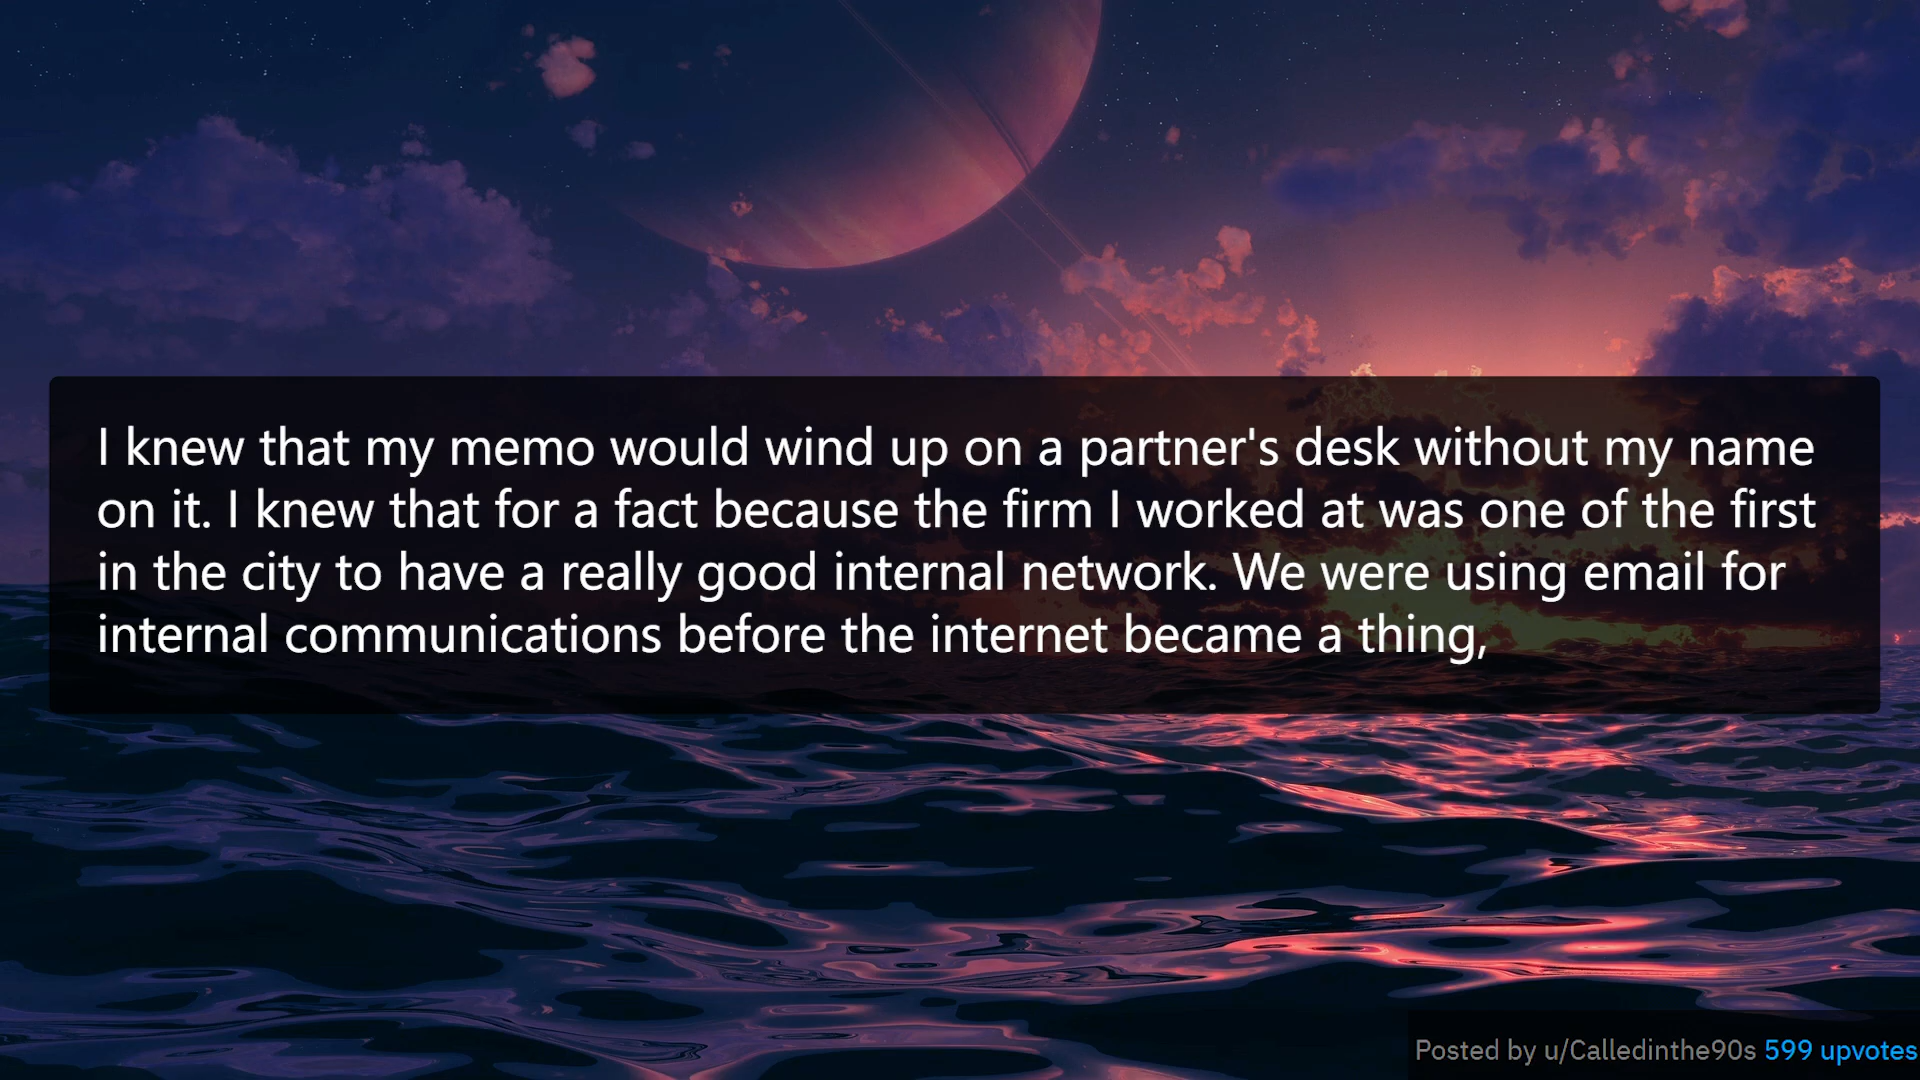 I knew that my memo would wind up on a partner's desk without my name
on it. I knew that for a fact because the firm I worked at was one of the first
in the city to have a really good internal network. We were using email for
internal communications before the internet became a thing,
Posted by u/Calledinthe90s 599 upvotes